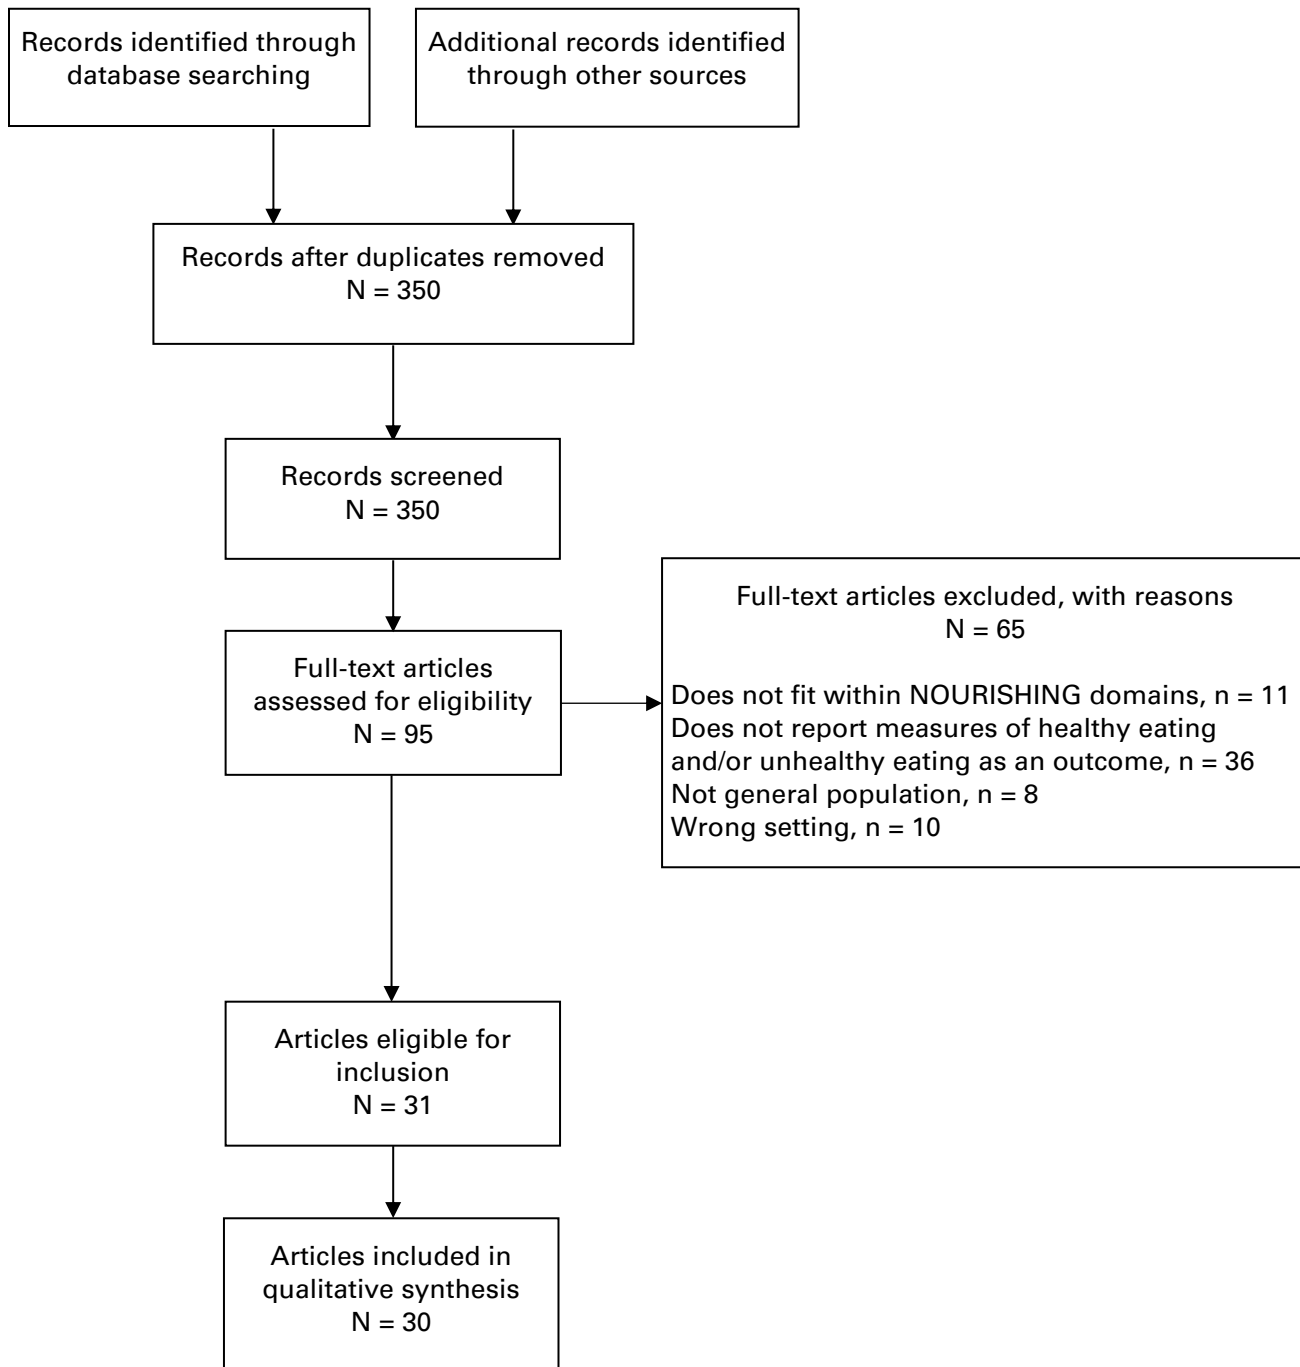 Records identified through
database searching
Additional records identified
through other sources
Records after duplicates removed
N = 350
Records screened
N = 350
Full-text articles
assessed for eligibility
N = 95
Full-text articles excluded, with reasons
N = 65
Does not fit within NOURISHING domains, n = 11
Does not report measures of healthy eating
and/or unhealthy eating as an outcome, n = 36
Not general population, n = 8
Wrong setting, n = 10
Articles eligible for
inclusion
N = 31
Articles included in
qualitative synthesis
N = 30